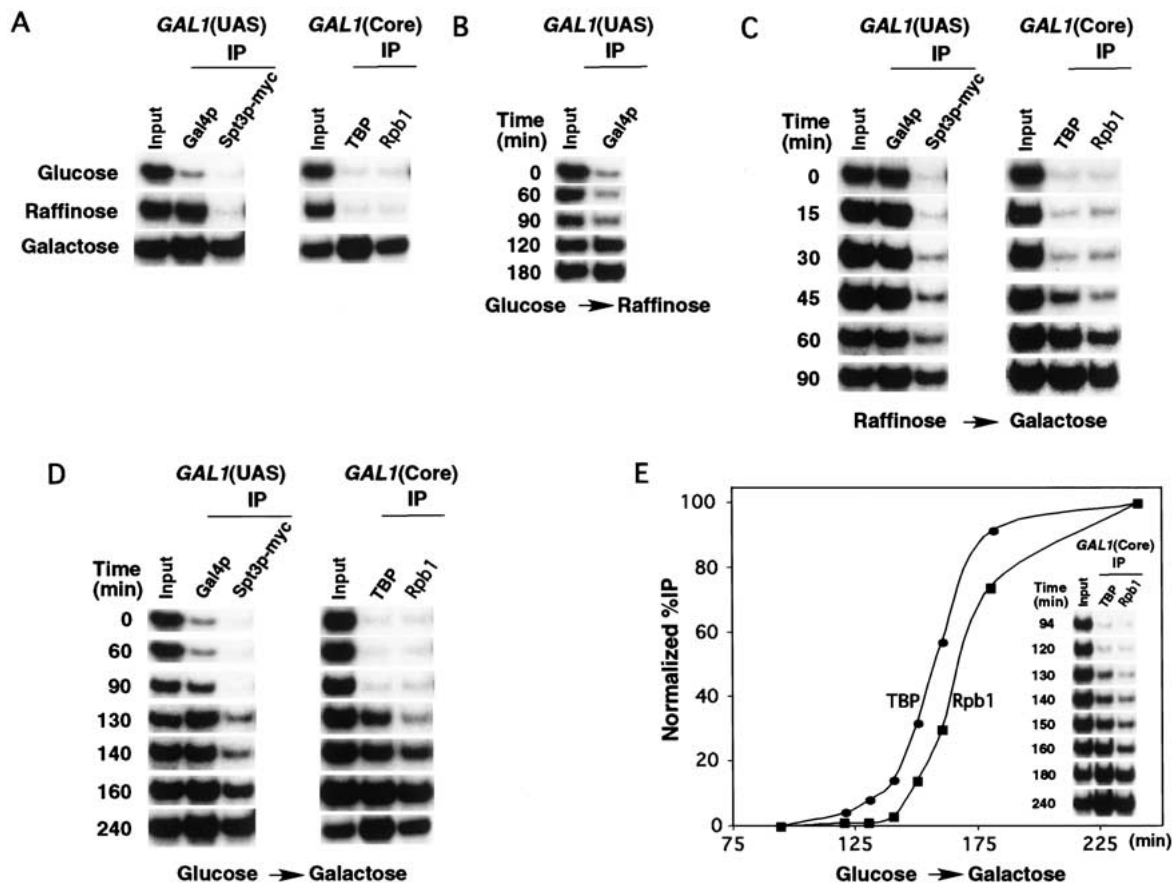 A
GAL1(UAS)
IP
Input
Gal4p
Spt3p-myc
GAL1(Core)
IP
Input
TBP
Rpb1
Glucose
Raffinose
Galactose
B
GAL1(UAS)
IP
Time
(min)
Input
Gal4p
0
60
90
120
180
Glucose → Raffinose
C
GAL1(UAS)
IP
GAL1(Core)
IP
Time
(min)
Input
Gal4p
Spt3p-myc
Input
TBP
Rpb1
0
15
30
45
60
90
Raffinose → Galactose
D
GAL1(UAS)
IP
GAL1(Core)
IP
Time
(min)
Input
Gal4p
Spt3p-myc
Input
TBP
Rpb1
0
60
90
130
140
160
240
Glucose → Galactose
E
Normalized %IP
100
80
60
40
20
0
75
125
175
225
(min)
TBP
Rpb1
GAL1(Core)
IP
Time
(min)
Input
TBP
Rpb1
94
120
130
140
150
160
180
240
Glucose → Galactose